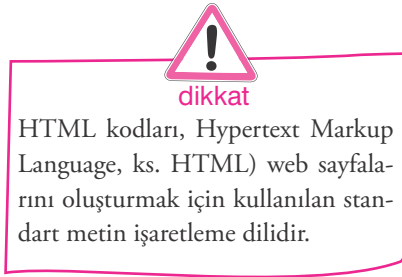 dikkat
HTML kodları, Hypertext Markup
Language, ks. HTML) web sayfala-
rını oluşturmak için kullanılan stan-
dart metin işaretleme dilidir.